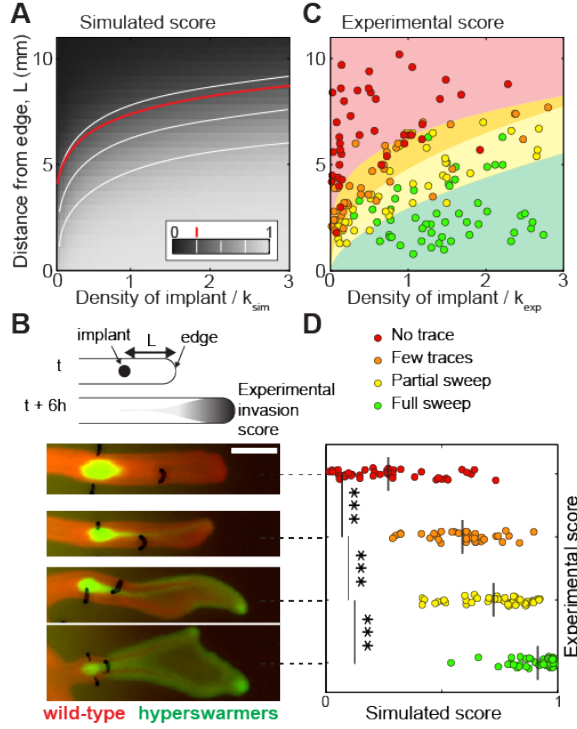 A
Simulated score
Distance from edge, L (mm)
10
5
0
0 1
0 1 2 3
Density of implant / k_sim
C
Experimental score
10
5
0
0 1 2 3
Density of implant / k_exp
B
implant L edge
t
t + 6h
Experimental
invasion
score
wild-type hyperswarmers
D
No trace
Few traces
Partial sweep
Full sweep
***
***
***
Experimental score
0 1
Simulated score